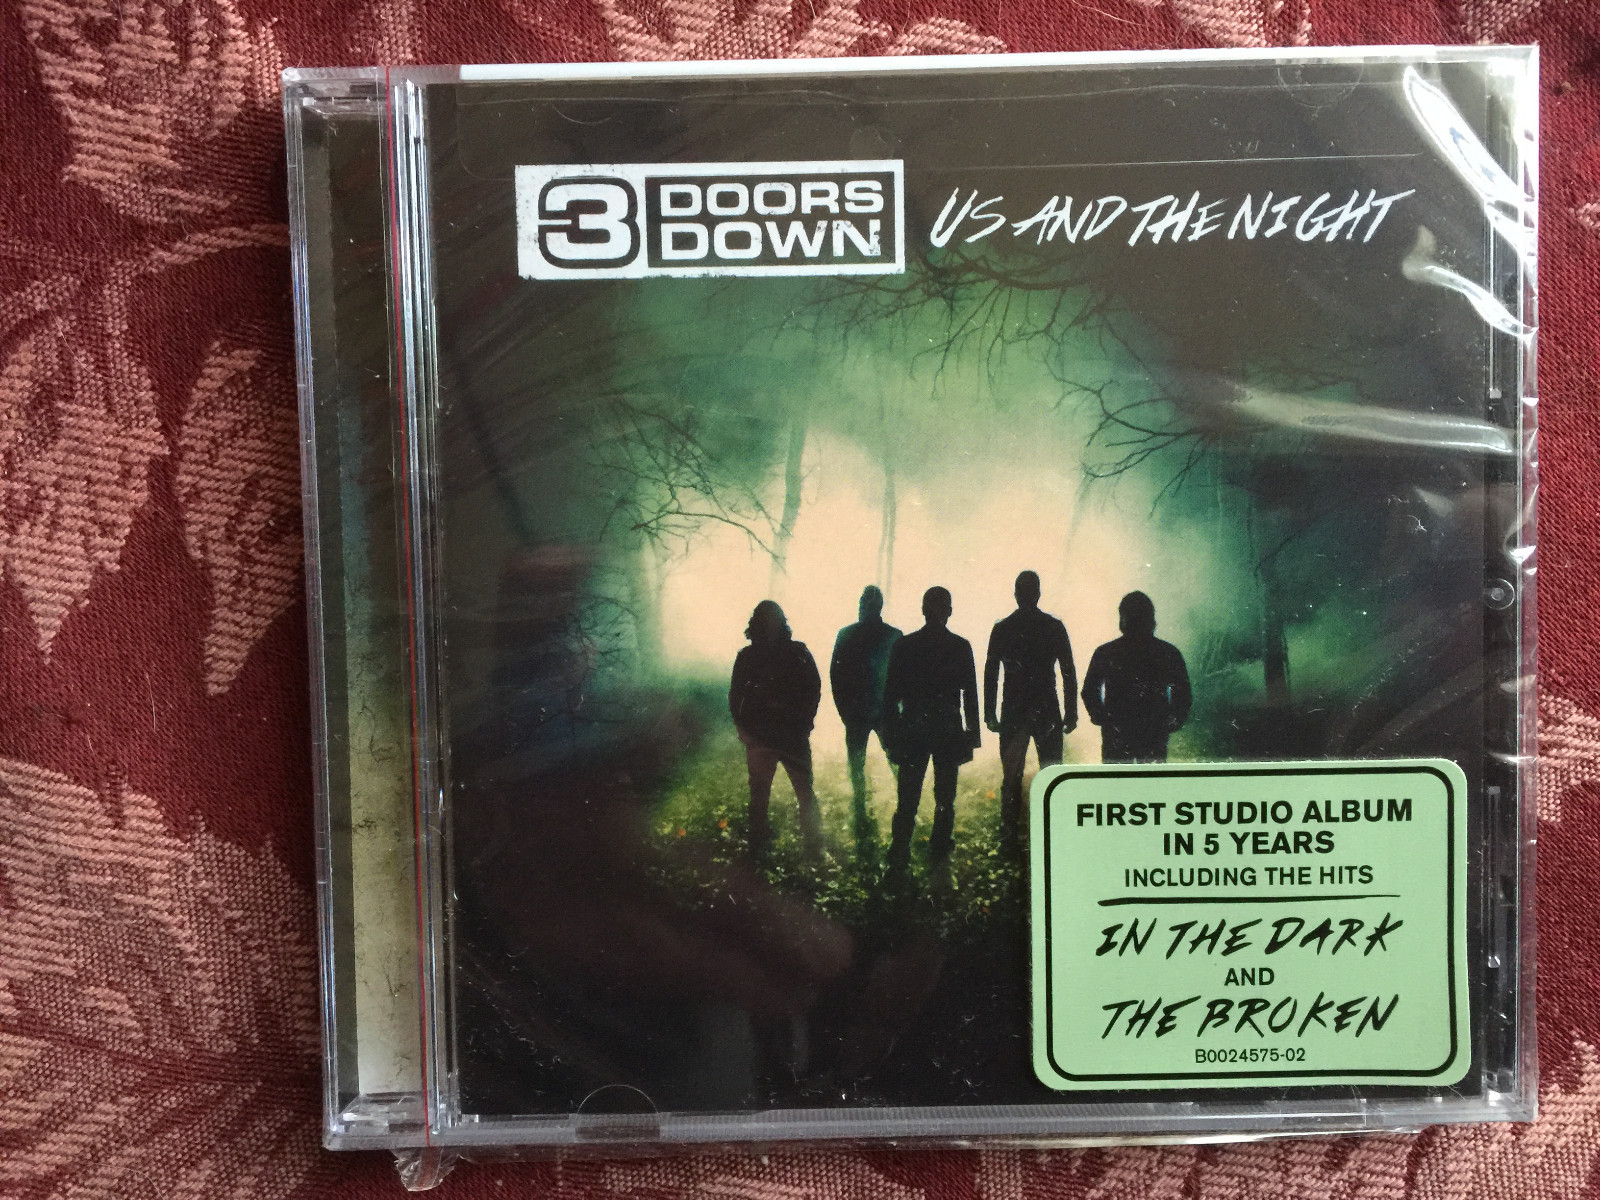 3 DOORS
DOWN
US AND THE NIGHT
FIRST STUDIO ALBUM
IN 5 YEARS
INCLUDING THE HITS
IN THE DARK
AND
THE BROKEN
B0024575-02